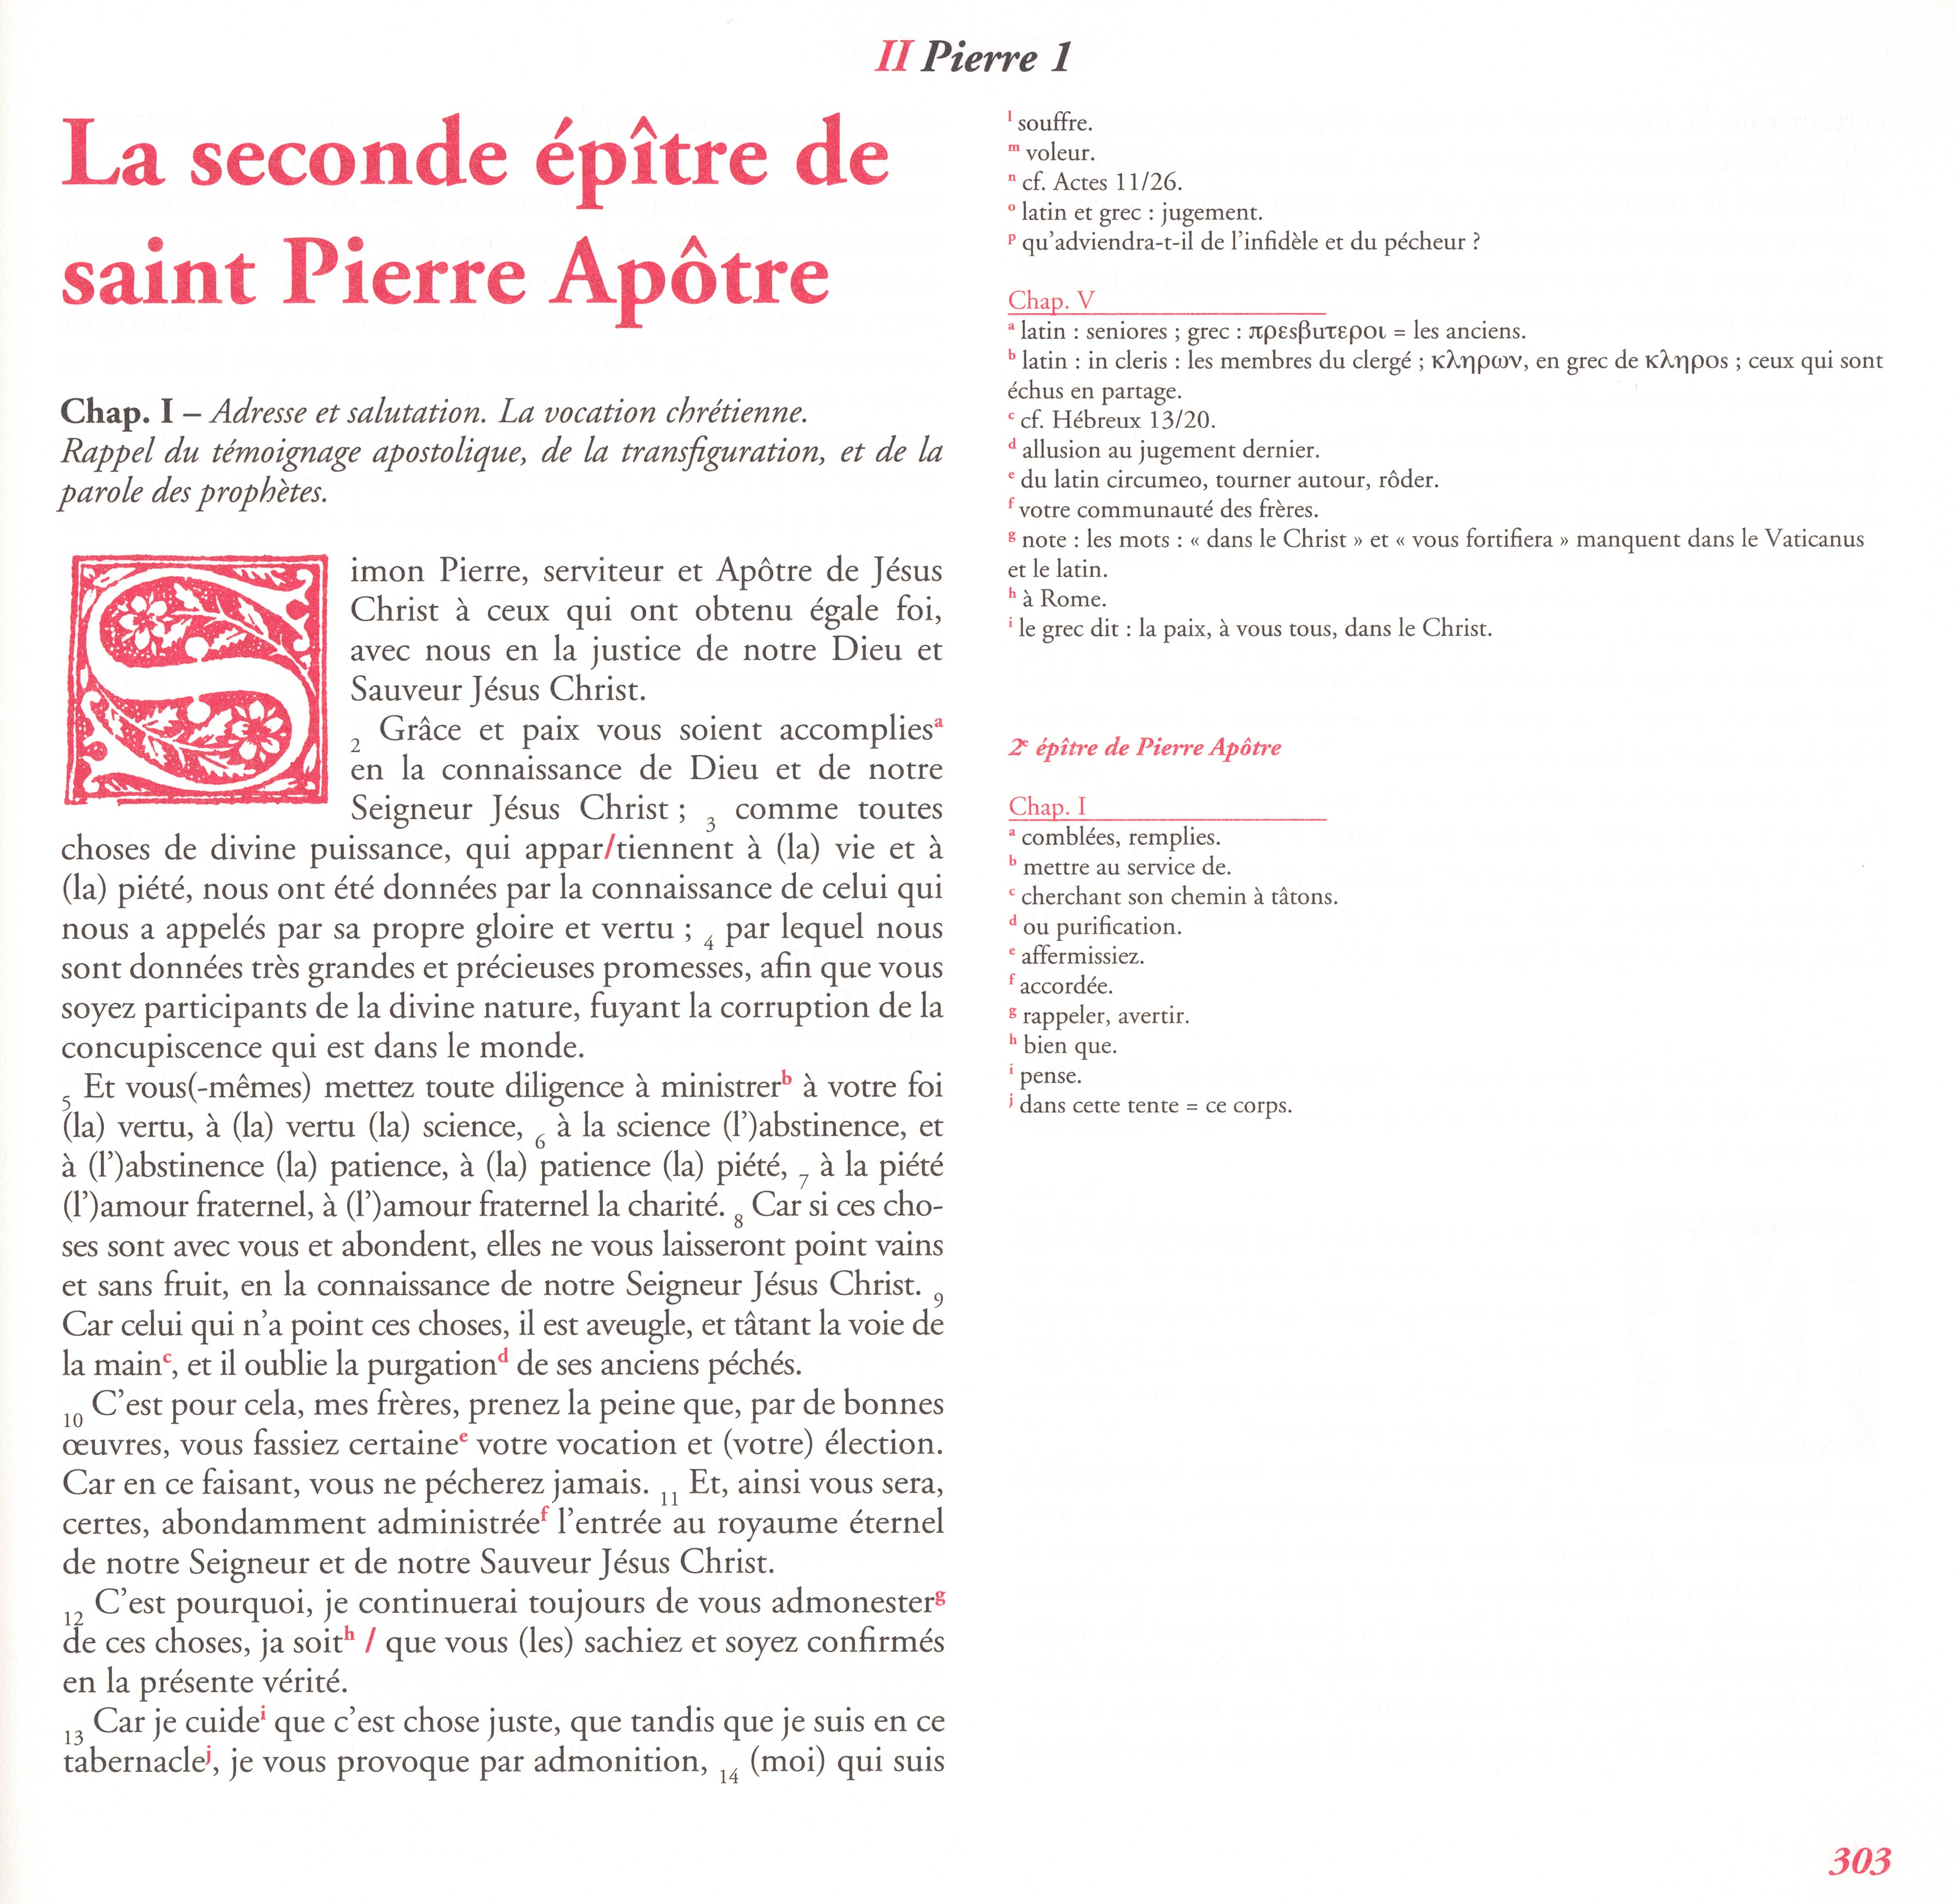 II Pierre 1
La seconde épître de
saint Pierre Apôtre
Chap. I – Adresse et salutation. La vocation chrétienne.
Rappel du témoignage apostolique, de la transfiguration, et de la
parole des prophètes.
Simon Pierre, serviteur et Apôtre de Jésus
Christ à ceux qui ont obtenu égale foi,
avec nous en la justice de notre Dieu et
Sauveur Jésus Christ.
2 Grâce et paix vous soient accomplies a
en la connaissance de Dieu et de notre
Seigneur Jésus Christ ; 3 comme toutes
choses de divine puissance, qui appar/tiennent à (la) vie et à
(la) piété, nous ont été données par la connaissance de celui qui
nous a appelés par sa propre gloire et vertu ; 4 par lequel nous
sont données très grandes et précieuses promesses, afin que vous
soyez participants de la divine nature, fuyant la corruption de la
concupiscence qui est dans le monde.
5 Et vous(-mêmes) mettez toute diligence à ministrer b à votre foi
(la) vertu, à (la) vertu (la) science, 6 à la science (l’)abstinence, et
à (l’)abstinence (la) patience, à (la) patience (la) piété, 7 à la piété
(l’)amour fraternel, à (l’)amour fraternel la charité. 8 Car si ces cho-
ses sont avec vous et abondent, elles ne vous laisseront point vains
et sans fruit, en la connaissance de notre Seigneur Jésus Christ. 9
Car celui qui n’a point ces choses, il est aveugle, et tâtant la voie de
la main c, et il oublie la purgation d de ses anciens péchés.
10 C’est pour cela, mes frères, prenez la peine que, par de bonnes
œuvres, vous fassiez certaine e votre vocation et (votre) élection.
Car en ce faisant, vous ne pécherez jamais. 11 Et, ainsi vous sera,
certes, abondamment administrée f l’entrée au royaume éternel
de notre Seigneur et de notre Sauveur Jésus Christ.
12 C’est pourquoi, je continuerai toujours de vous admonester g
de ces choses, ja soit h / que vous (les) sachiez et soyez confirmés
en la présente vérité.
13 Car je cuide i que c’est chose juste, que tandis que je suis en ce
tabernacle j, je vous provoque par admonition, 14 (moi) qui suis
l souffre.
m voleur.
n cf. Actes 11/26.
o latin et grec : jugement.
p qu’adviendra-t-il de l’infidèle et du pécheur ?
Chap. V
a latin : seniores ; grec : πρεsβυτεροι = les anciens.
b latin : in cleris : les membres du clergé ; κληρων, en grec de κληροs ; ceux qui sont
échus en partage.
c cf. Hébreux 13/20.
d allusion au jugement dernier.
e du latin circumeo, tourner autour, rôder.
f votre communauté des frères.
g note : les mots : « dans le Christ » et « vous fortifiera » manquent dans le Vaticanus
et le latin.
h à Rome.
i le grec dit : la paix, à vous tous, dans le Christ.
2e épître de Pierre Apôtre
Chap. I
a comblées, remplies.
b mettre au service de.
c cherchant son chemin à tâtons.
d ou purification.
e affermissiez.
f accordée.
g rappeler, avertir.
h bien que.
i pense.
j dans cette tente = ce corps.
303